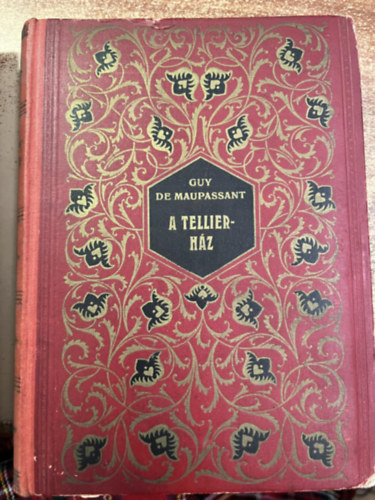 GUY
DE MAUPASSANT
A TELLIER-
HÁZ